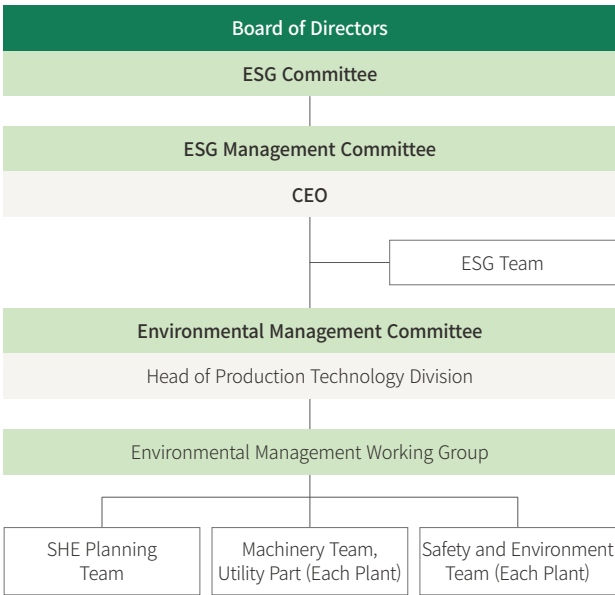 Board of Directors
ESG Committee
ESG Management Committee
CEO
ESG Team
Environmental Management Committee
Head of Production Technology Division
Environmental Management Working Group
SHE Planning
Team
Machinery Team,
Utility Part (Each Plant)
Safety and Environment
Team (Each Plant)